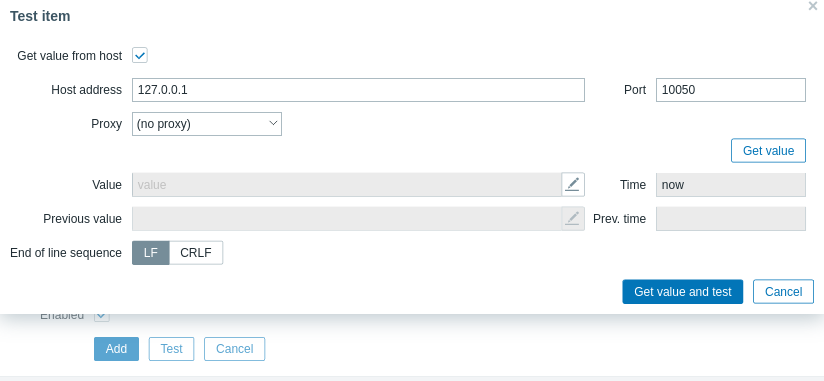 Test item
Get value from host
Host address 127.0.0.1 Port 10050
Proxy (no proxy)
Get value
Value value Time now
Previous value Prev. time
End of line sequence LF CRLF
Get value and test Cancel
Enabled
Add Test Cancel